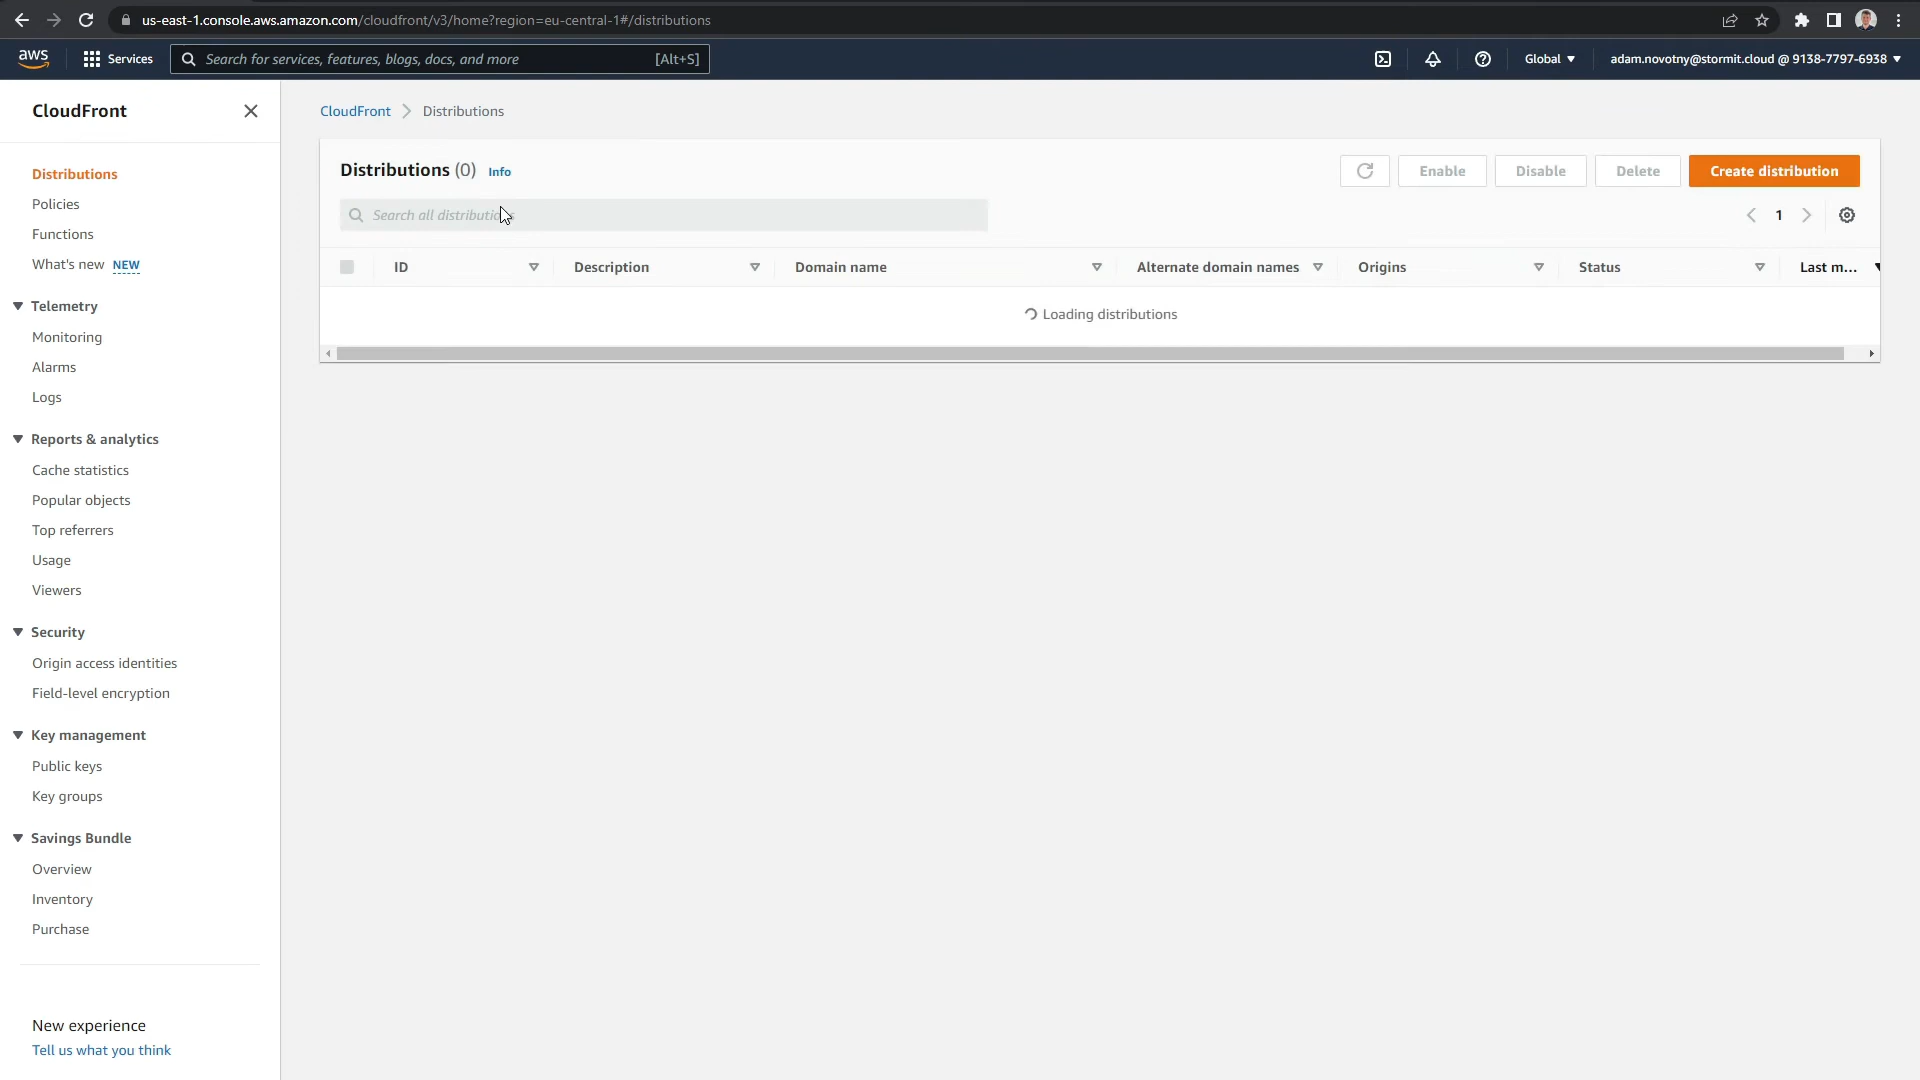 us-east-1.console.aws.amazon.com/cloudfront/v3/home?region=eu-central-1#/distributions
aws
Services
Search for services, features, blogs, docs, and more
[Alt+S]
Global
adam.novotny@stormit.cloud @ 9138-7797-6938
CloudFront
Distributions
Policies
Functions
What's new NEW
Telemetry
Monitoring
Alarms
Logs
Reports & analytics
Cache statistics
Popular objects
Top referrers
Usage
Viewers
Security
Origin access identities
Field-level encryption
Key management
Public keys
Key groups
Savings Bundle
Overview
Inventory
Purchase
New experience
Tell us what you think
CloudFront
Distributions
Distributions (0) Info
Enable
Disable
Delete
Create distribution
Search all distributions
1
ID
Description
Domain name
Alternate domain names
Origins
Status
Last m...
Loading distributions